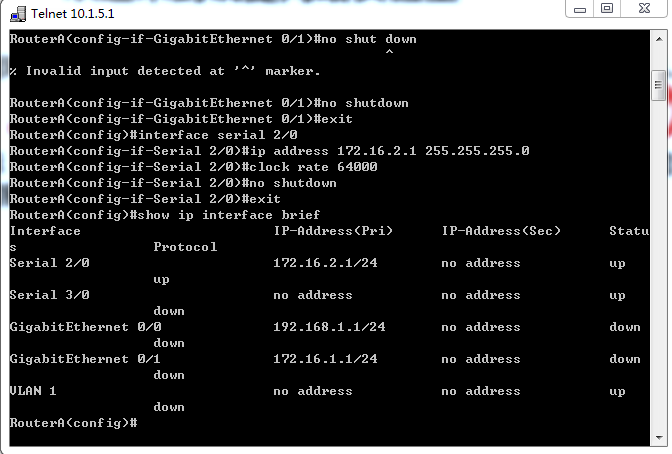 Telnet 10.1.5.1
RouterA(config-if-GigabitEthernet 0/1)#no shut down
^
% Invalid input detected at '^' marker.
RouterA(config-if-GigabitEthernet 0/1)#no shutdown
RouterA(config-if-GigabitEthernet 0/1)#exit
RouterA(config)#interface serial 2/0
RouterA(config-if-Serial 2/0)#ip address 172.16.2.1 255.255.255.0
RouterA(config-if-Serial 2/0)#clock rate 64000
RouterA(config-if-Serial 2/0)#no shutdown
RouterA(config-if-Serial 2/0)#exit
RouterA(config)#show ip interface brief
Interface IP-Address(Pri) IP-Address(Sec) Statu
s Protocol
Serial 2/0 172.16.2.1/24 no address up
up
Serial 3/0 no address no address up
down
GigabitEthernet 0/0 192.168.1.1/24 no address down
down
GigabitEthernet 0/1 172.16.1.1/24 no address down
down
VLAN 1 no address no address up
down
RouterA(config)#